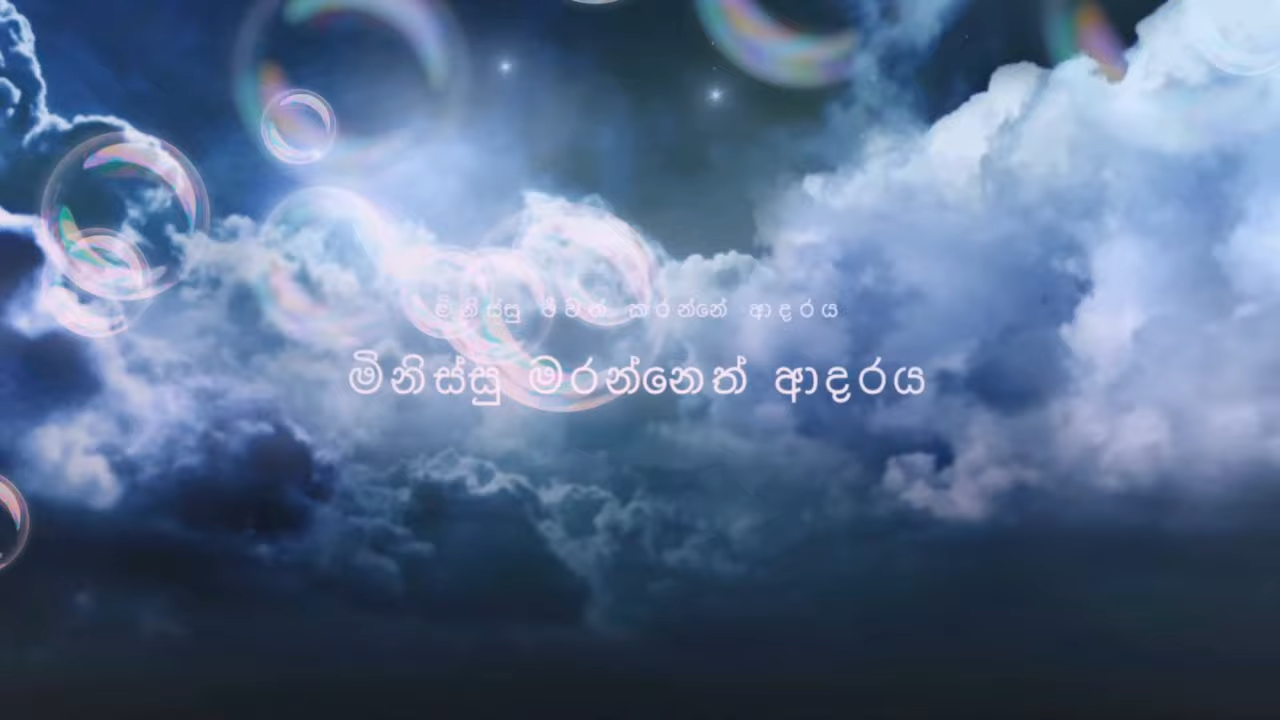 මිනිස්සු ජීවත් කරන්නේ ආදරය
මිනිස්සු මරන්නෙත් ආදරය